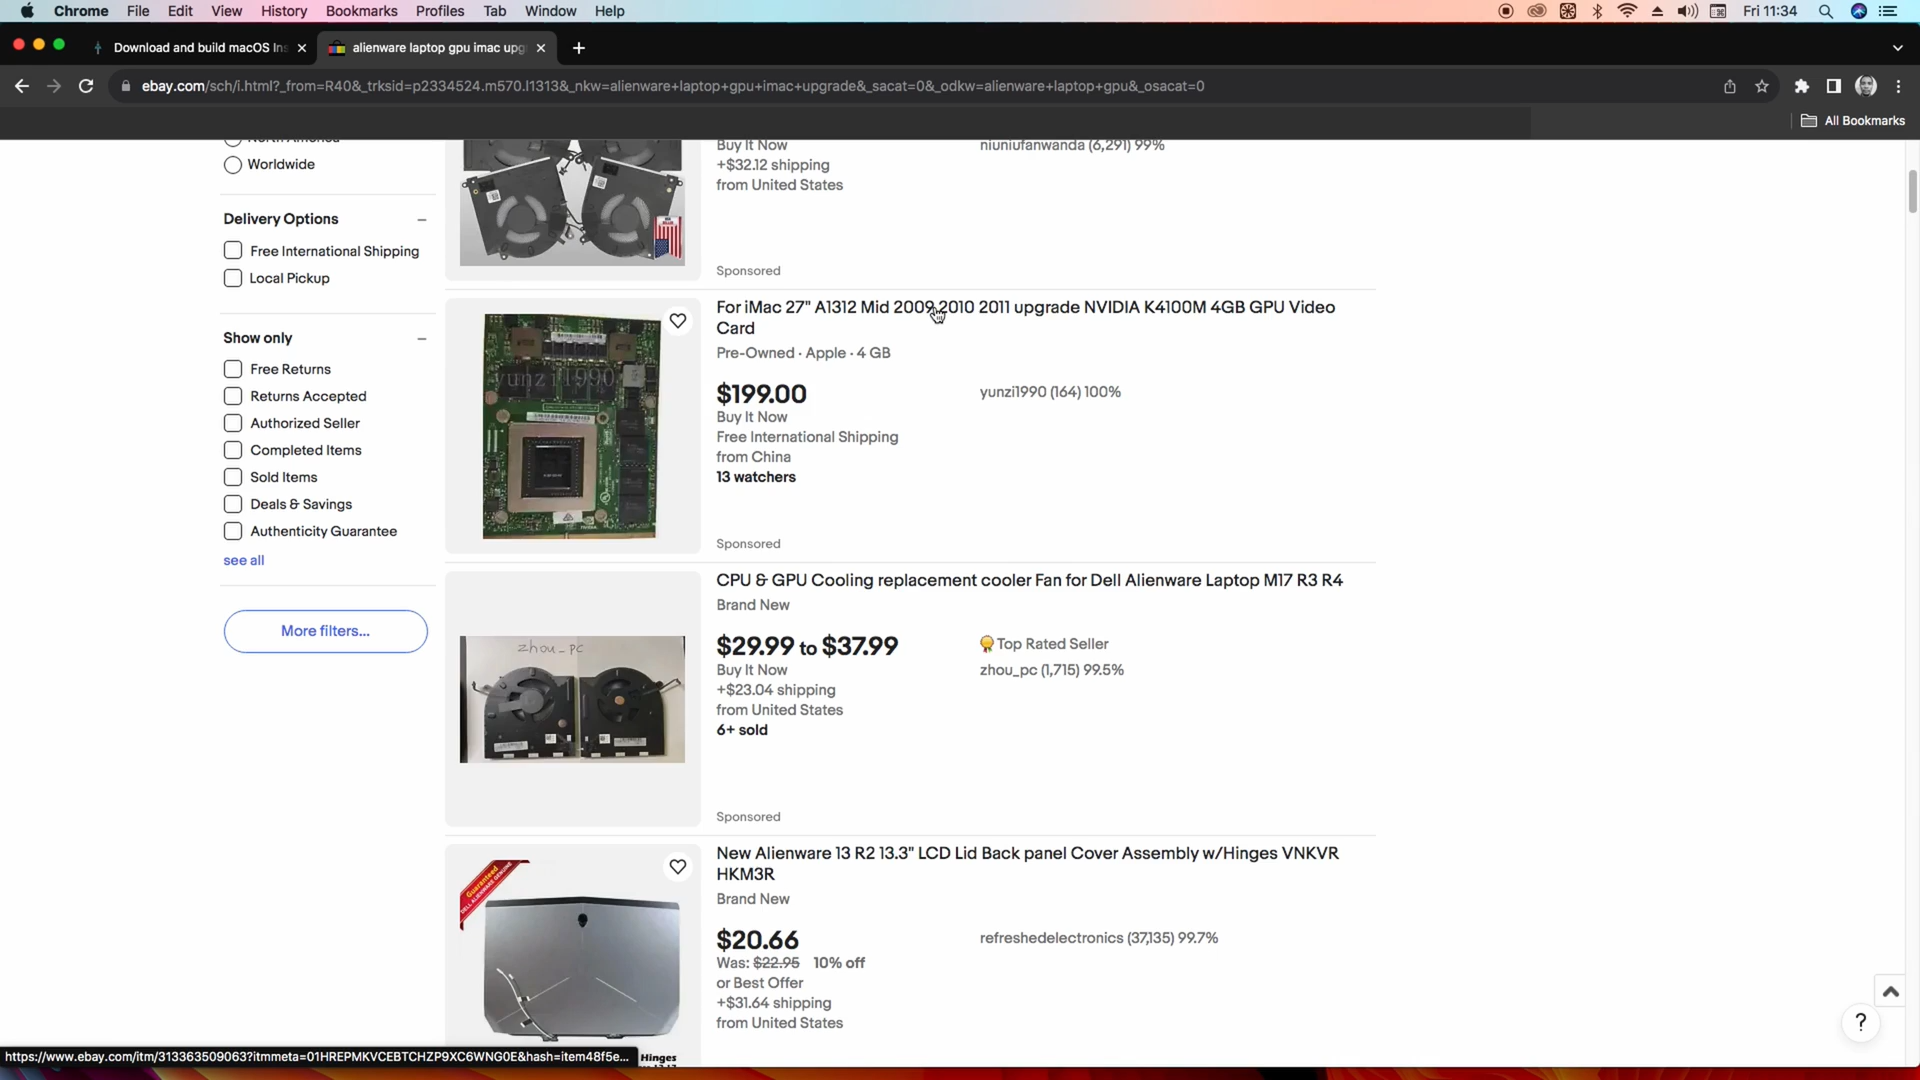 Chrome File Edit View History Bookmarks Profiles Tab Window Help Fri 11:34
Download and build macOS Ins alienware laptop gpu imac upg
ebay.com/sch/i.html?_from=R40&_trksid=p2334524.m570.l1313&_nkw=alienware+laptop+gpu+imac+upgrade&_sacat=0&_odkw=alienware+laptop+gpu&_osacat=0
All Bookmarks
North America
Worldwide
Delivery Options
Free International Shipping
Local Pickup
Show only
Free Returns
Returns Accepted
Authorized Seller
Completed Items
Sold Items
Deals & Savings
Authenticity Guarantee
see all
More filters...
Buy It Now
niuniufanwanda (6,291) 99%
+$32.12 shipping
from United States
Sponsored
For iMac 27" A1312 Mid 2009 2010 2011 upgrade NVIDIA K4100M 4GB GPU Video
Card
Pre-Owned · Apple · 4 GB
yunzi1990
$199.00
yunzi1990 (164) 100%
Buy It Now
Free International Shipping
from China
13 watchers
Sponsored
CPU & GPU Cooling replacement cooler Fan for Dell Alienware Laptop M17 R3 R4
Brand New
zhou_pc
$29.99 to $37.99
Top Rated Seller
Buy It Now
zhou_pc (1,715) 99.5%
+$23.04 shipping
from United States
6+ sold
Sponsored
New Alienware 13 R2 13.3" LCD Lid Back panel Cover Assembly w/Hinges VNKVR
HKM3R
Brand New
Guaranteed
$20.66
refreshedelectronics (37,135) 99.7%
Was: $22.95 10% off
or Best Offer
+$31.64 shipping
from United States
?
https://www.ebay.com/itm/313363509063?itmmeta=01HREPMKVCEBTCHZP9XC6WNG0E&hash=item48f5e...
Hinges